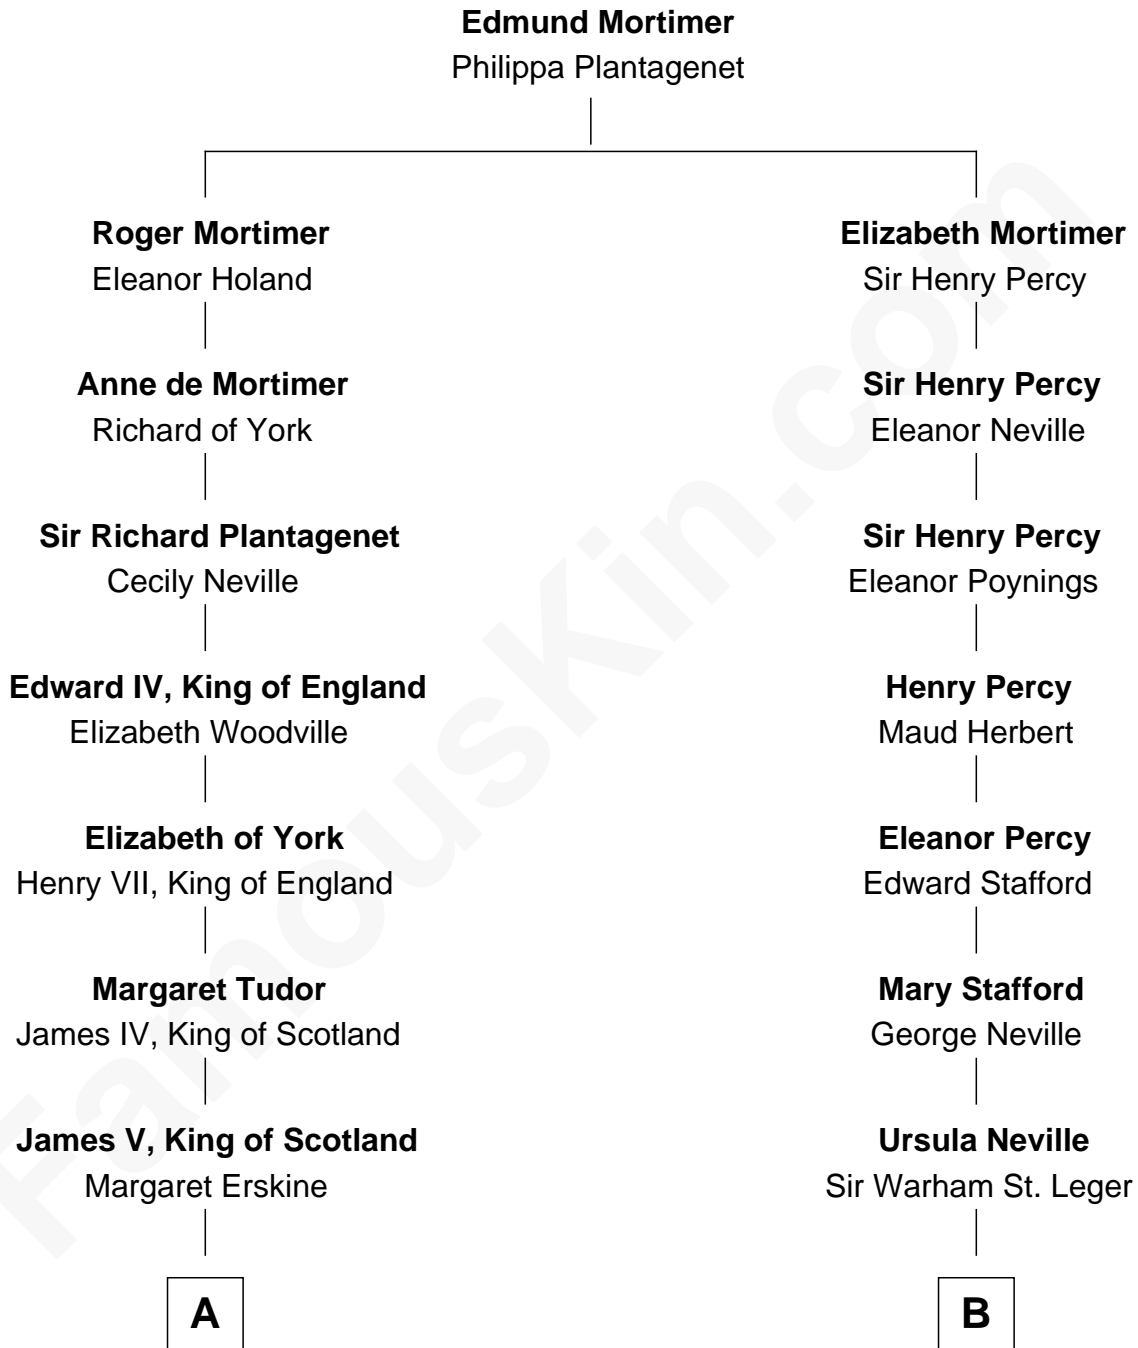 Edmund Mortimer
Philippa Plantagenet
Roger Mortimer
Eleanor Holand
Anne de Mortimer
Richard of York
Sir Richard Plantagenet
Cecily Neville
Edward IV, King of England
Elizabeth Woodville
Elizabeth of York
Henry VII, King of England
Margaret Tudor
James IV, King of Scotland
James V, King of Scotland
Margaret Erskine
A
Elizabeth Mortimer
Sir Henry Percy
Sir Henry Percy
Eleanor Neville
Sir Henry Percy
Eleanor Poynings
Henry Percy
Maud Herbert
Eleanor Percy
Edward Stafford
Mary Stafford
George Neville
Ursula Neville
Sir Warham St. Leger
B
FamousKin.com